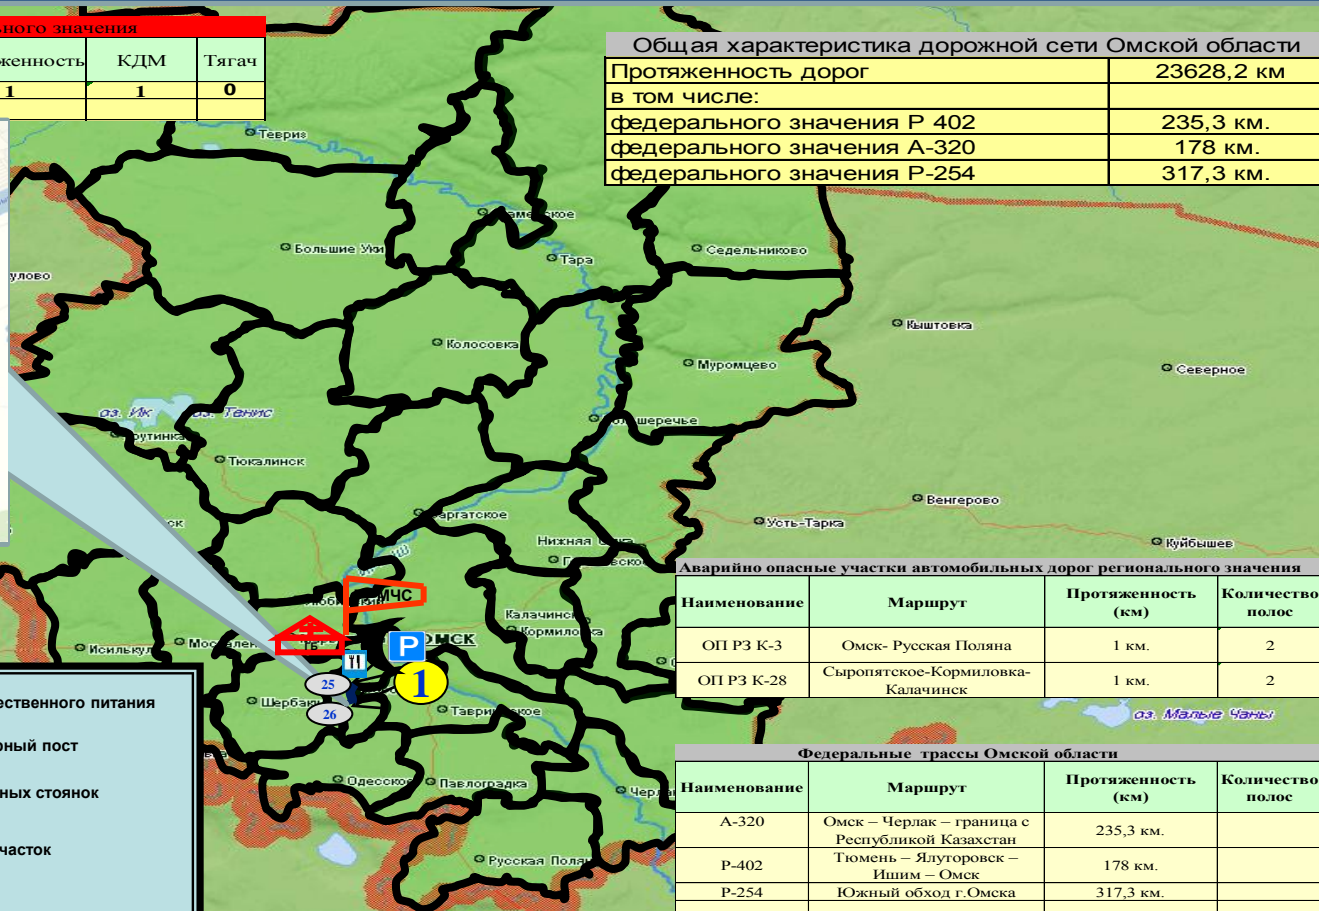 ного значения
женность КДМ Тягач
1 1 0
Общая характеристика дорожной сети Омской области
Протяженность дорог 23628,2 км
в том числе:
федерального значения Р 402 235,3 км.
федерального значения А-320 178 км.
федерального значения Р-254 317,3 км.
Тевриз
Большие Уки
Тара
Седельниково
улово
Кыштовка
Колосовка
Муромцево
Северное
оз. Ик оз. Тенис
Тюкалинск
Венгерово
Усть-Тарка
Куйбышев
Нижняя
Аварийно опасные участки автомобильных дорог регионального значения
Наименование Маршрут Протяженность (км) Количество полос
ОП РЗ К-3 Омск- Русская Поляна 1 км. 2
ОП РЗ К-28 Сыропятское-Кормиловка-
Калачинск 1 км. 2
МЧС
Калачинск
Кормиловка
P ОМСК
Исилькуль
25
1
26
Одесское
Павлоградка
оз. Малые Чаны
ественного питания
рный пост
ных стоянок
часток
Федеральные трассы Омской области
Наименование Маршрут Протяженность (км) Количество полос
А-320 Омск – Черлак – граница с
Республикой Казахстан 235,3 км.
Р-402 Тюмень – Ялуторовск –
Ишим – Омск 178 км.
Р-254 Южный обход г.Омска 317,3 км.